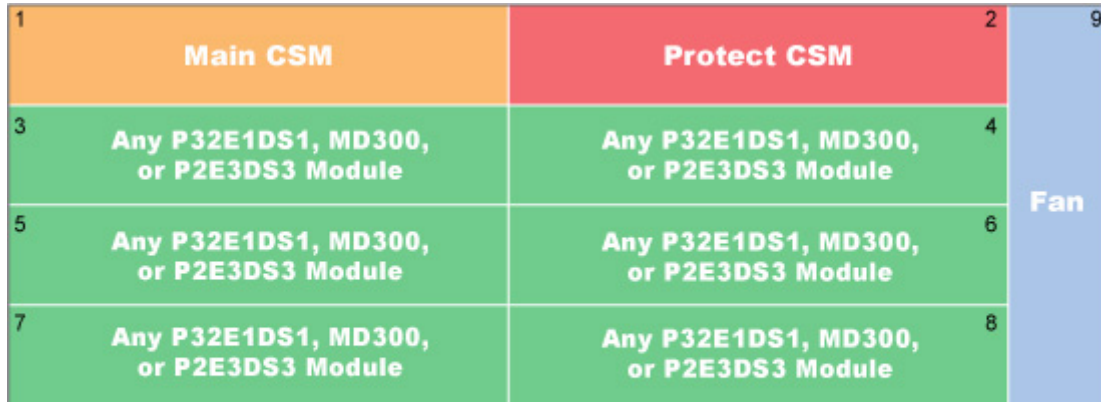 1
Main CSM
2
Protect CSM
9
3
Any P32E1DS1, MD300,
or P2E3DS3 Module
4
Any P32E1DS1, MD300,
or P2E3DS3 Module
Fan
5
Any P32E1DS1, MD300,
or P2E3DS3 Module
6
Any P32E1DS1, MD300,
or P2E3DS3 Module
7
Any P32E1DS1, MD300,
or P2E3DS3 Module
8
Any P32E1DS1, MD300,
or P2E3DS3 Module